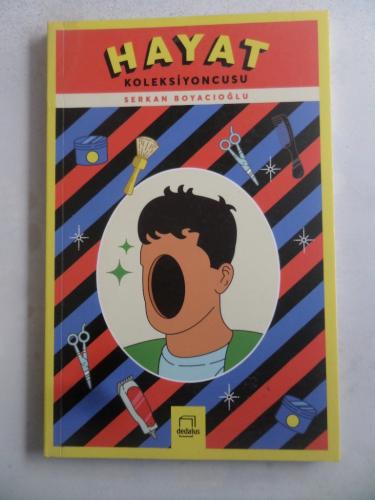 HAYAT
KOLEKSİYONCUSU
SERKAN BOYACIOĞLU
dedalus